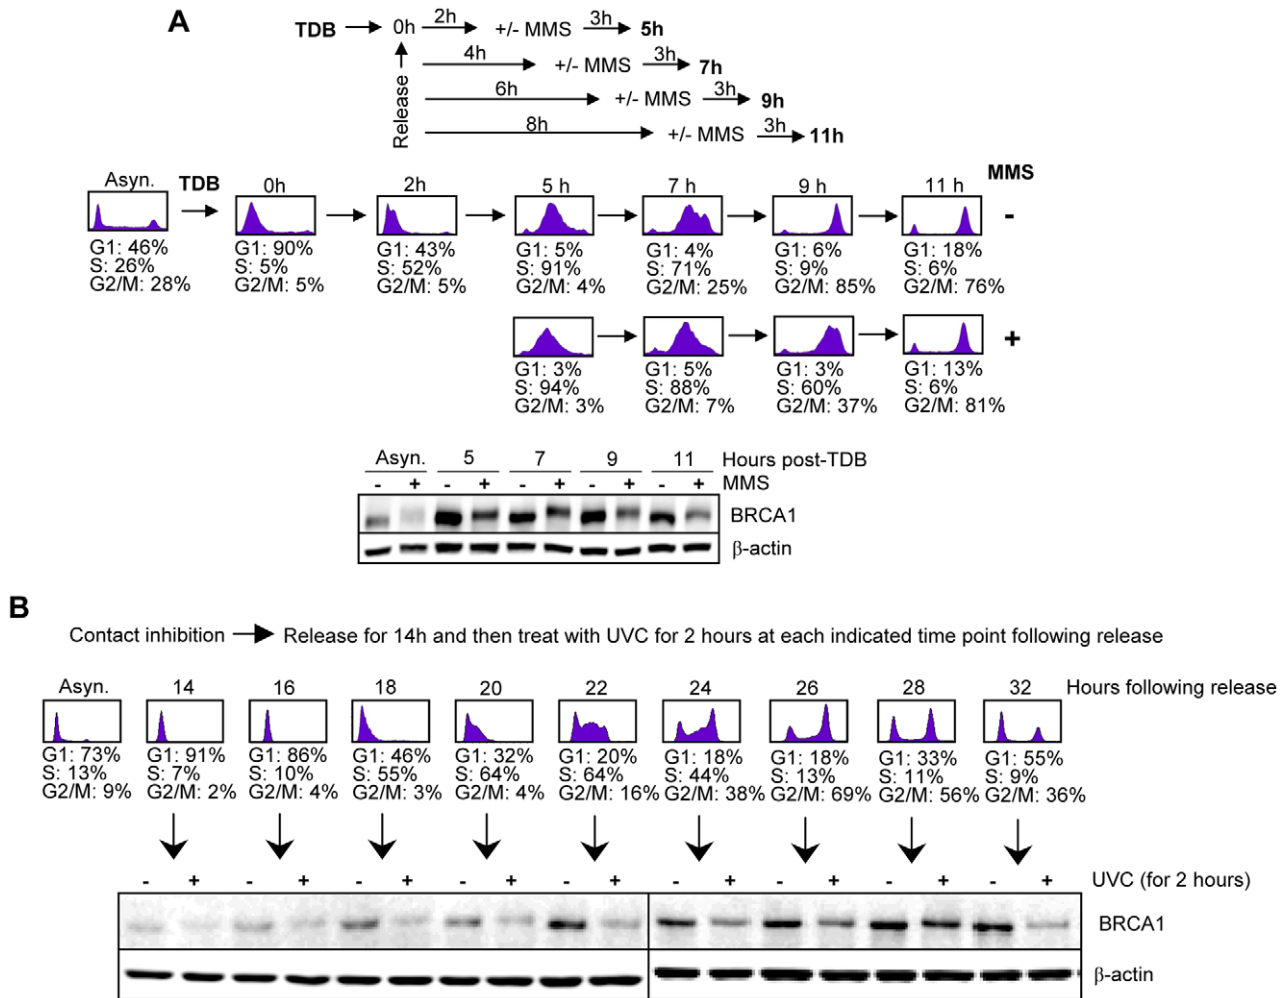 A
TDB 0h 2h +/- MMS 3h 5h
4h +/- MMS 3h 7h
6h +/- MMS 3h 9h
8h +/- MMS 3h 11h
Release
Asyn. TDB 0h 2h 5 h 7 h 9 h 11 h MMS
-
G1: 46% G1: 90% G1: 43% G1: 5% G1: 4% G1: 6% G1: 18%
S: 26% S: 5% S: 52% S: 91% S: 71% S: 9% S: 6%
G2/M: 28% G2/M: 5% G2/M: 5% G2/M: 4% G2/M: 25% G2/M: 85% G2/M: 76%
+
G1: 3% G1: 5% G1: 3% G1: 13%
S: 94% S: 88% S: 60% S: 6%
G2/M: 3% G2/M: 7% G2/M: 37% G2/M: 81%
Asyn. 5 7 9 11 Hours post-TDB
- + - + - + - + - + MMS
BRCA1
β-actin
B
Contact inhibition Release for 14h and then treat with UVC for 2 hours at each indicated time point following release
Asyn. 14 16 18 20 22 24 26 28 32 Hours following release
G1: 73% G1: 91% G1: 86% G1: 46% G1: 32% G1: 20% G1: 18% G1: 18% G1: 33% G1: 55%
S: 13% S: 7% S: 10% S: 55% S: 64% S: 64% S: 44% S: 13% S: 11% S: 9%
G2/M: 9% G2/M: 2% G2/M: 4% G2/M: 3% G2/M: 4% G2/M: 16% G2/M: 38% G2/M: 69% G2/M: 56% G2/M: 36%
- + - + - + - + - + - + - + - + - + UVC (for 2 hours)
BRCA1
β-actin